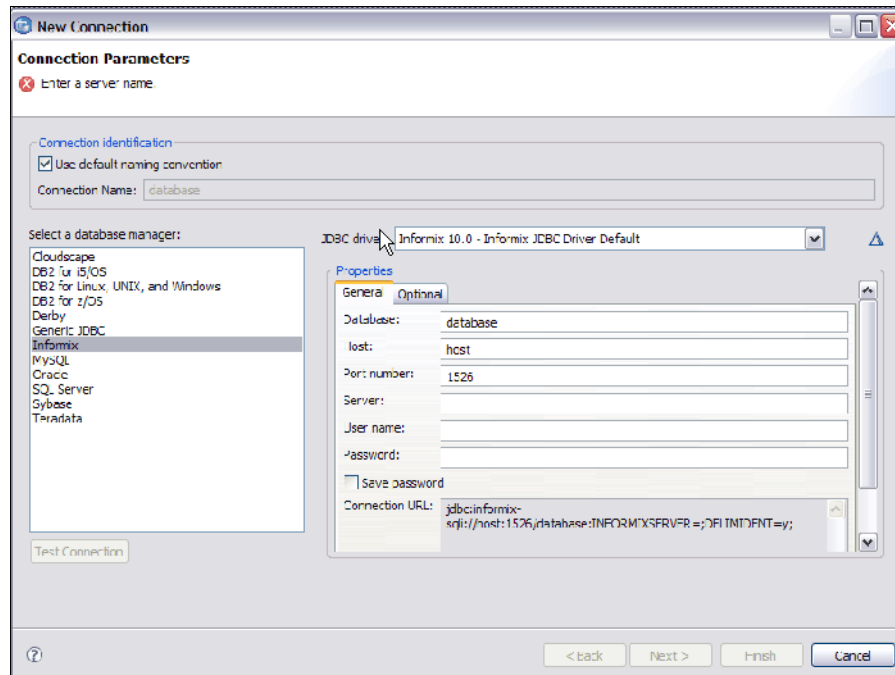 New Connection
Connection Parameters
Enter a server name.
Connection identification
Use default naming convention
Connection Name: database
Select a database manager:
Cloudscape
DB2 for i5/OS
DB2 for Linux, UNIX, and Windows
DB2 for z/OS
Derby
Generic JDBC
Informix
MySQL
Oracle
SQL Server
Sybase
Teradata
Test Connection
JDBC driver Informix 10.0 - Informix JDBC Driver Default
Properties
General Optional
Database: database
Host: host
Port number: 1526
Server:
User name:
Password:
Save password
Connection URL: jdbc:informix-
sqli://host:1526/database:INFORMIXSERVER=;DELIMIDENT=y;
< Back Next > Finish Cancel